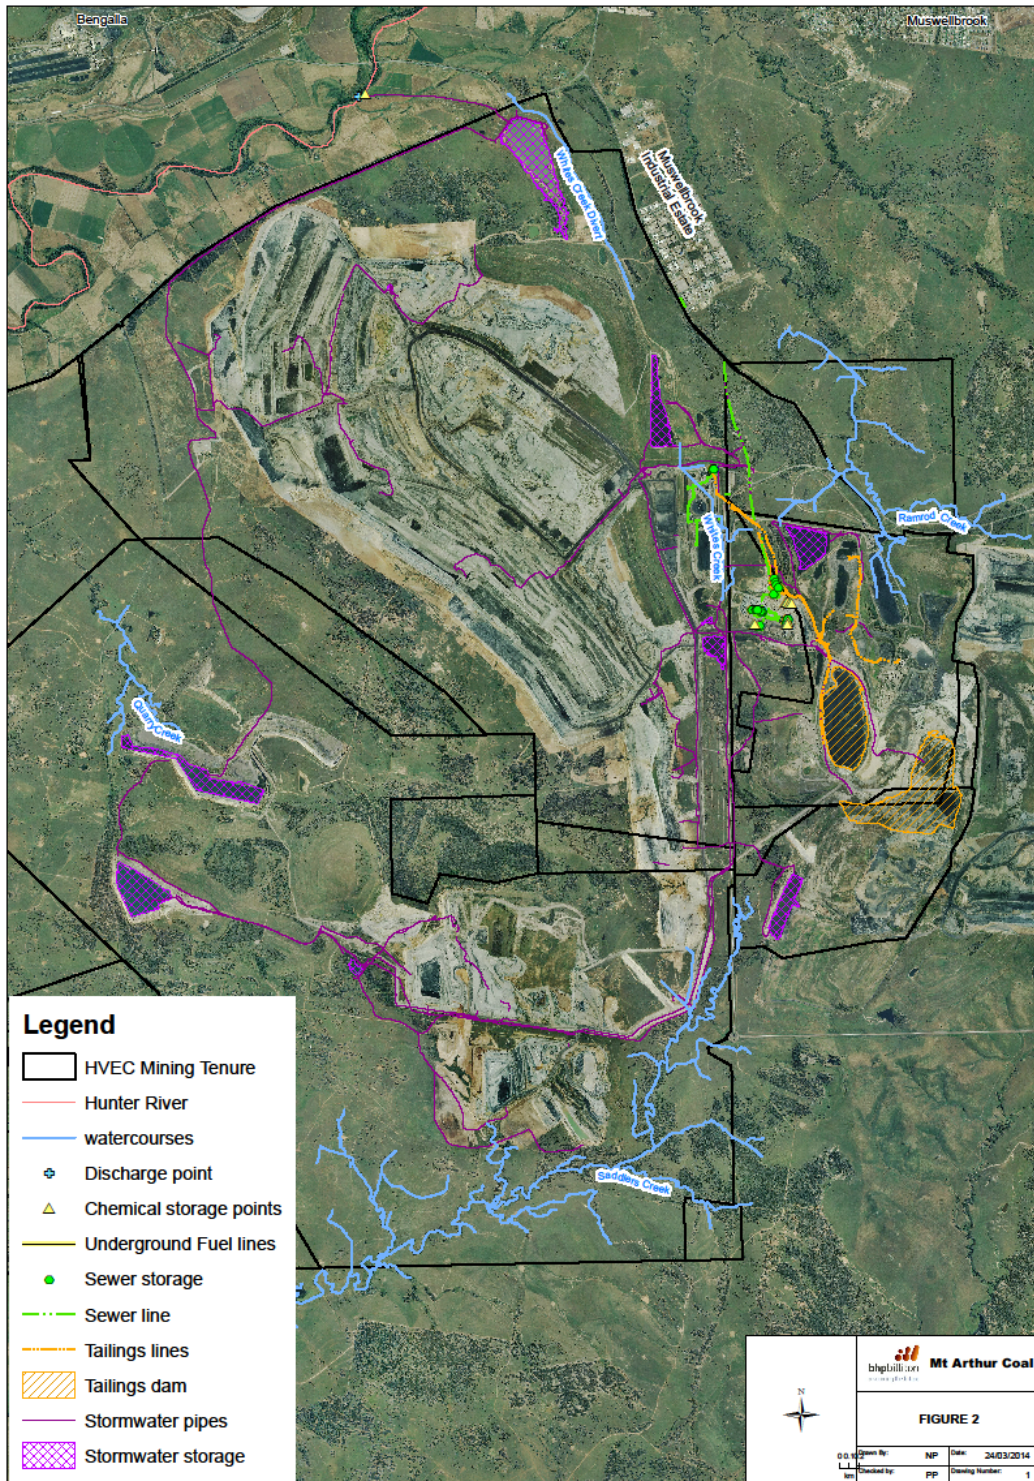 Bengalla
Muswellbrook
Whites Creek Divert
Muswellbrook
Industrial Estate
Ramrod Creek
Whites Creek
Quarry Creek
Saddlers Creek
Legend
HVEC Mining Tenure
Hunter River
watercourses
Discharge point
Chemical storage points
Underground Fuel lines
Sewer storage
Sewer line
Tailings lines
Tailings dam
Stormwater pipes
Stormwater storage
N
bhpbilliton
Mt Arthur Coal
FIGURE 2
km
Drawn By: NP Date: 24/03/2014
Checked by: PP Drawing Number: 1